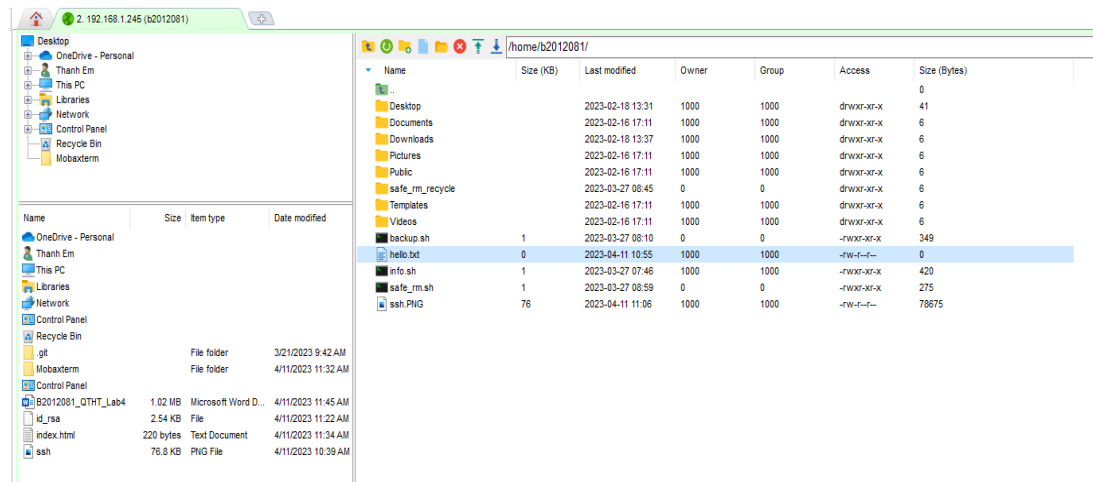 2. 192.168.1.245 (b2012081)
Desktop
OneDrive - Personal
Thanh Em
This PC
Libraries
Network
Control Panel
Recycle Bin
Mobaxterm
Name Size Item type Date modified
OneDrive - Personal
Thanh Em
This PC
Libraries
Network
Control Panel
Recycle Bin
.git File folder 3/21/2023 9:42 AM
Mobaxterm File folder 4/11/2023 11:32 AM
Control Panel
B2012081_QTHT_Lab4 1.02 MB Microsoft Word D... 4/11/2023 11:45 AM
id_rsa 2.54 KB File 4/11/2023 11:22 AM
index.html 220 bytes Text Document 4/11/2023 11:34 AM
ssh 76.8 KB PNG File 4/11/2023 10:39 AM
/home/b2012081/
Name Size (KB) Last modified Owner Group Access Size (Bytes)
.. 0
Desktop 2023-02-18 13:31 1000 1000 drwxr-xr-x 41
Documents 2023-02-16 17:11 1000 1000 drwxr-xr-x 6
Downloads 2023-02-18 13:37 1000 1000 drwxr-xr-x 6
Pictures 2023-02-16 17:11 1000 1000 drwxr-xr-x 6
Public 2023-02-16 17:11 1000 1000 drwxr-xr-x 6
safe_rm_recycle 2023-03-27 08:45 0 0 drwxr-xr-x 6
Templates 2023-02-16 17:11 1000 1000 drwxr-xr-x 6
Videos 2023-02-16 17:11 1000 1000 drwxr-xr-x 6
backup.sh 1 2023-03-27 08:10 0 0 -rwxr-xr-x 349
hello.txt 0 2023-04-11 10:55 1000 1000 -rw-r--r-- 0
info.sh 1 2023-03-27 07:46 1000 1000 -rwxr-xr-x 420
safe_rm.sh 1 2023-03-27 08:59 0 0 -rwxr-xr-x 275
ssh.PNG 76 2023-04-11 11:06 1000 1000 -rw-r--r-- 78675